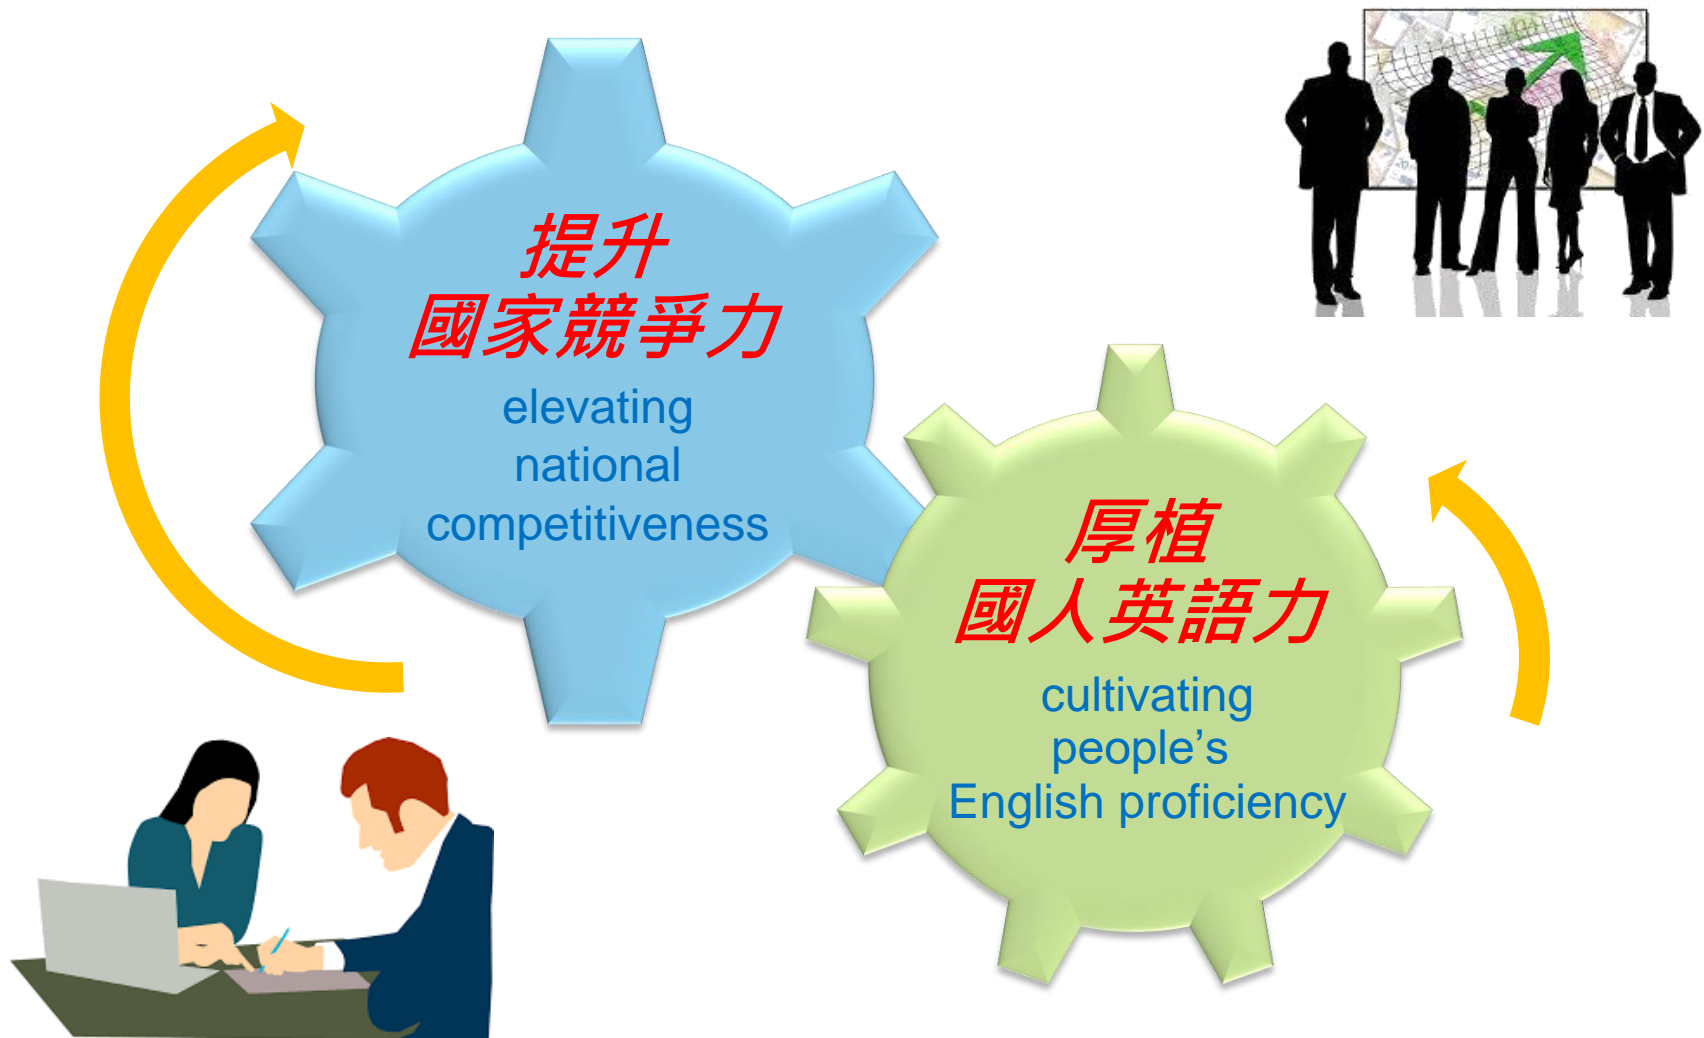 提升
國家競爭力
elevating
national
competitiveness
厚植
國人英語力
cultivating
people’s
English proficiency